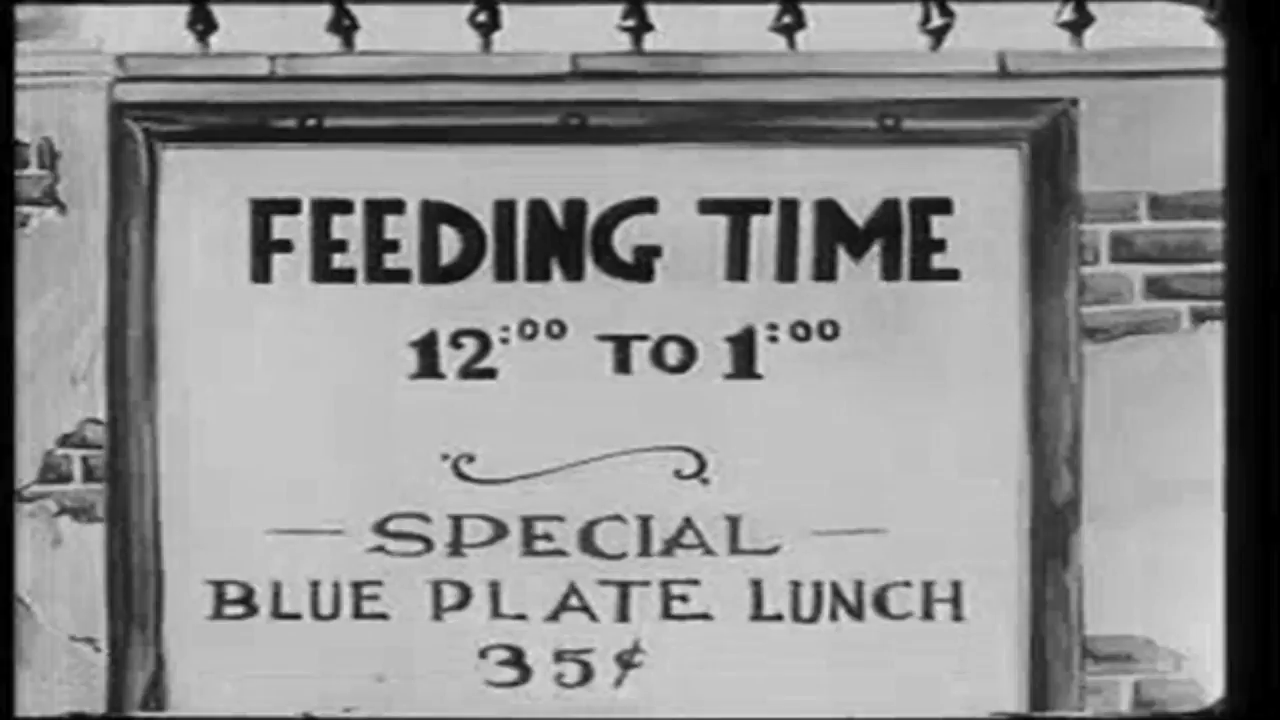 FEEDING TIME
12:00 TO 1:00
— SPECIAL —
BLUE PLATE LUNCH
35¢